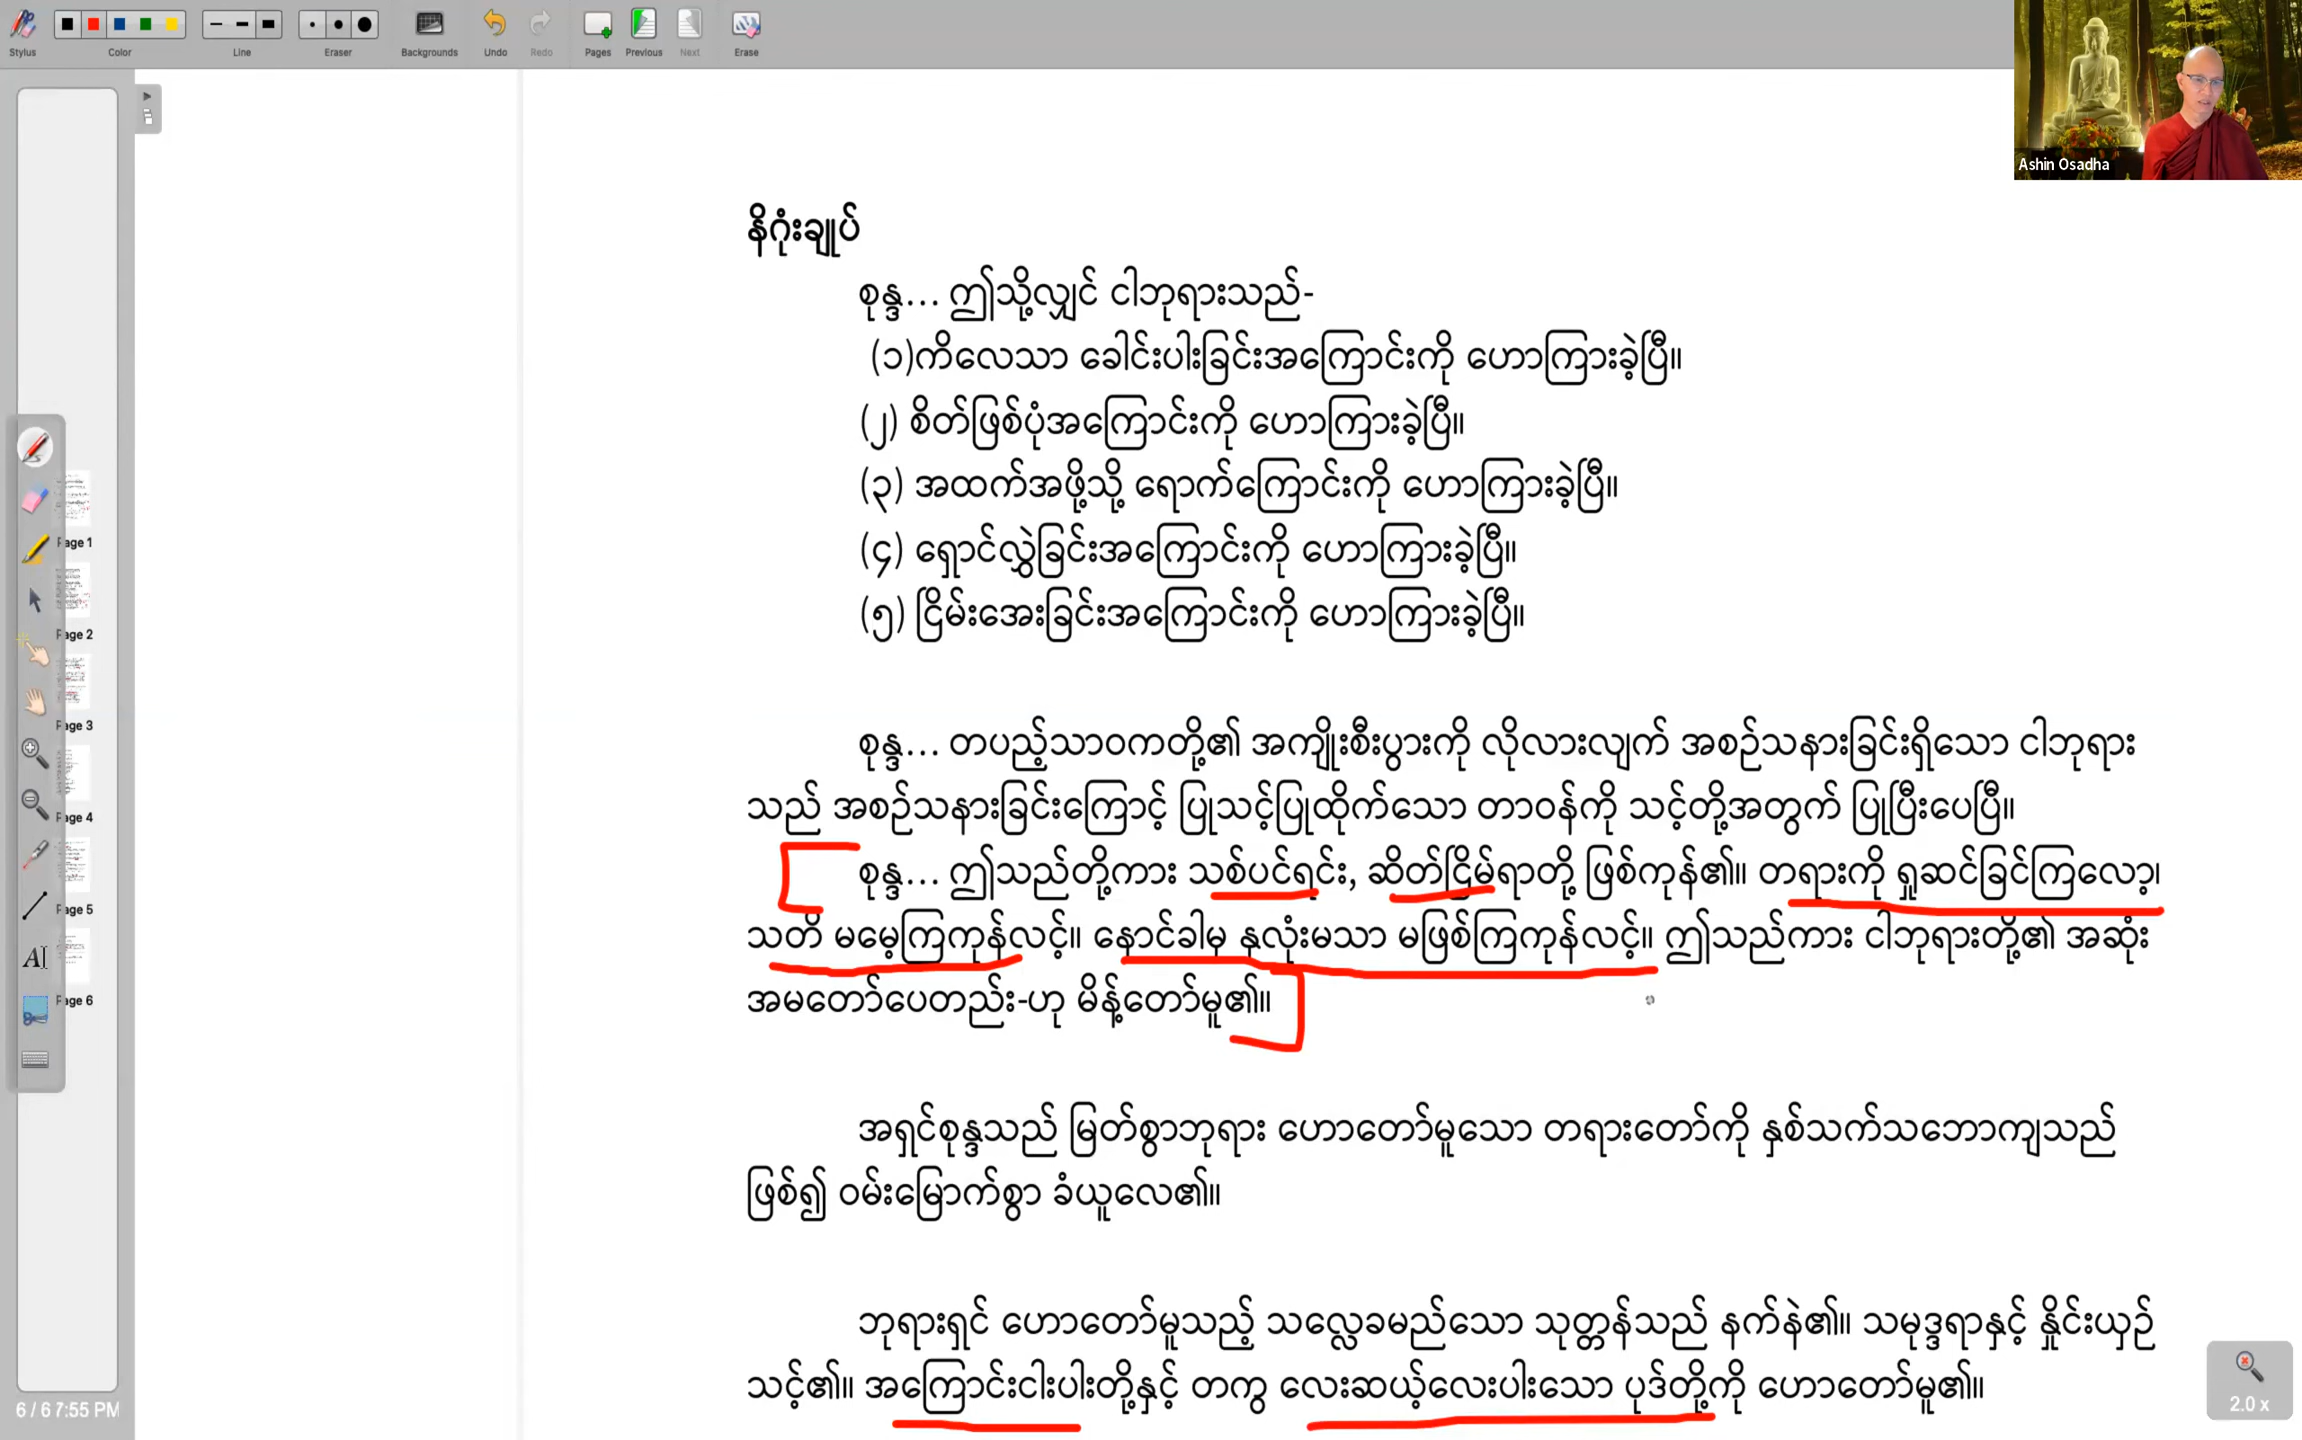 Stylus
Color
Line
Eraser
Backgrounds
Undo
Redo
Pages
Previous
Next
Erase
Ashin Osadha
နိဂုံးချုပ်
စုန္ဒ... ဤသို့လျှင် ငါဘုရားသည်-
(၁)ကိလေသာ ခေါင်းပါးခြင်းအကြောင်းကို ဟောကြားခဲ့ပြီ။
(၂) စိတ်ဖြစ်ပုံအကြောင်းကို ဟောကြားခဲ့ပြီ။
(၃) အထက်အဖို့သို့ ရောက်ကြောင်းကို ဟောကြားခဲ့ပြီ။
(၄) ရှောင်လွှဲခြင်းအကြောင်းကို ဟောကြားခဲ့ပြီ။
(၅) ငြိမ်းအေးခြင်းအကြောင်းကို ဟောကြားခဲ့ပြီ။
စုန္ဒ... တပည့်သာဝကတို့၏ အကျိုးစီးပွားကို လိုလားလျက် အစဉ်သနားခြင်းရှိသော ငါဘုရား
သည် အစဉ်သနားခြင်းကြောင့် ပြုသင့်ပြုထိုက်သော တာဝန်ကို သင့်တို့အတွက် ပြုပြီးပေပြီ။
စုန္ဒ... ဤသည်တို့ကား သစ်ပင်ရင်း, ဆိတ်ငြိမ်ရာတို့ ဖြစ်ကုန်၏။ တရားကို ရှုဆင်ခြင်ကြလော့၊
သတိ မမေ့ကြကုန်လင့်။ နောင်ခါမှ နှလုံးမသာ မဖြစ်ကြကုန်လင့်။ ဤသည်ကား ငါဘုရားတို့၏ အဆုံး
အမတော်ပေတည်း-ဟု မိန့်တော်မူ၏။
အရှင်စုန္ဒသည် မြတ်စွာဘုရား ဟောတော်မူသော တရားတော်ကို နှစ်သက်သဘောကျသည်
ဖြစ်၍ ဝမ်းမြောက်စွာ ခံယူလေ၏။
ဘုရားရှင် ဟောတော်မူသည့် သလ္လေခမည်သော သုတ္တန်သည် နက်နဲ၏။ သမုဒ္ဒရာနှင့် နှိုင်းယှဉ်
သင့်၏။ အကြောင်းငါးပါးတို့နှင့် တကွ လေးဆယ့်လေးပါးသော ပုဒ်တို့ကို ဟောတော်မူ၏။
Page 1
Page 2
Page 3
Page 4
Page 5
Page 6
6 / 6 7:55 PM
2.0 x